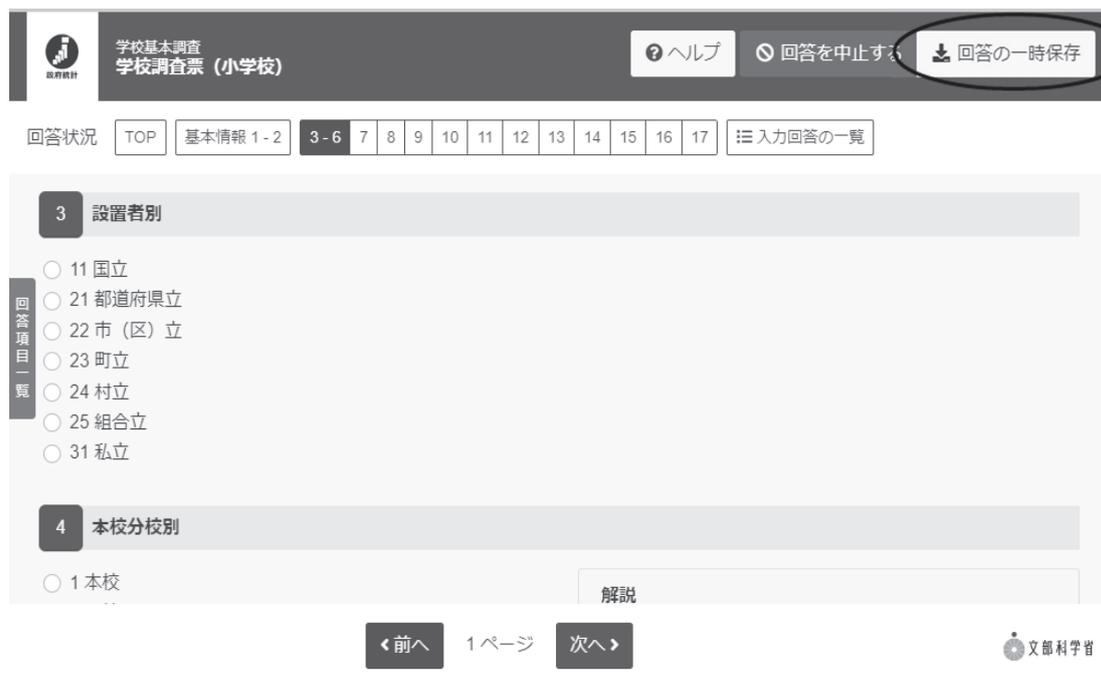 学校基本調査
学校調査票（小学校）
政府統計
ヘルプ
回答を中止する
回答の一時保存
回答状況 TOP 基本情報 1 - 2 3 - 6 7 8 9 10 11 12 13 14 15 16 17 入力回答の一覧
3 設置者別
11 国立
21 都道府県立
22 市（区）立
23 町立
24 村立
25 組合立
31 私立
回答項目一覧
4 本校分校別
1 本校
解説
前へ 1 ページ 次へ
文部科学省